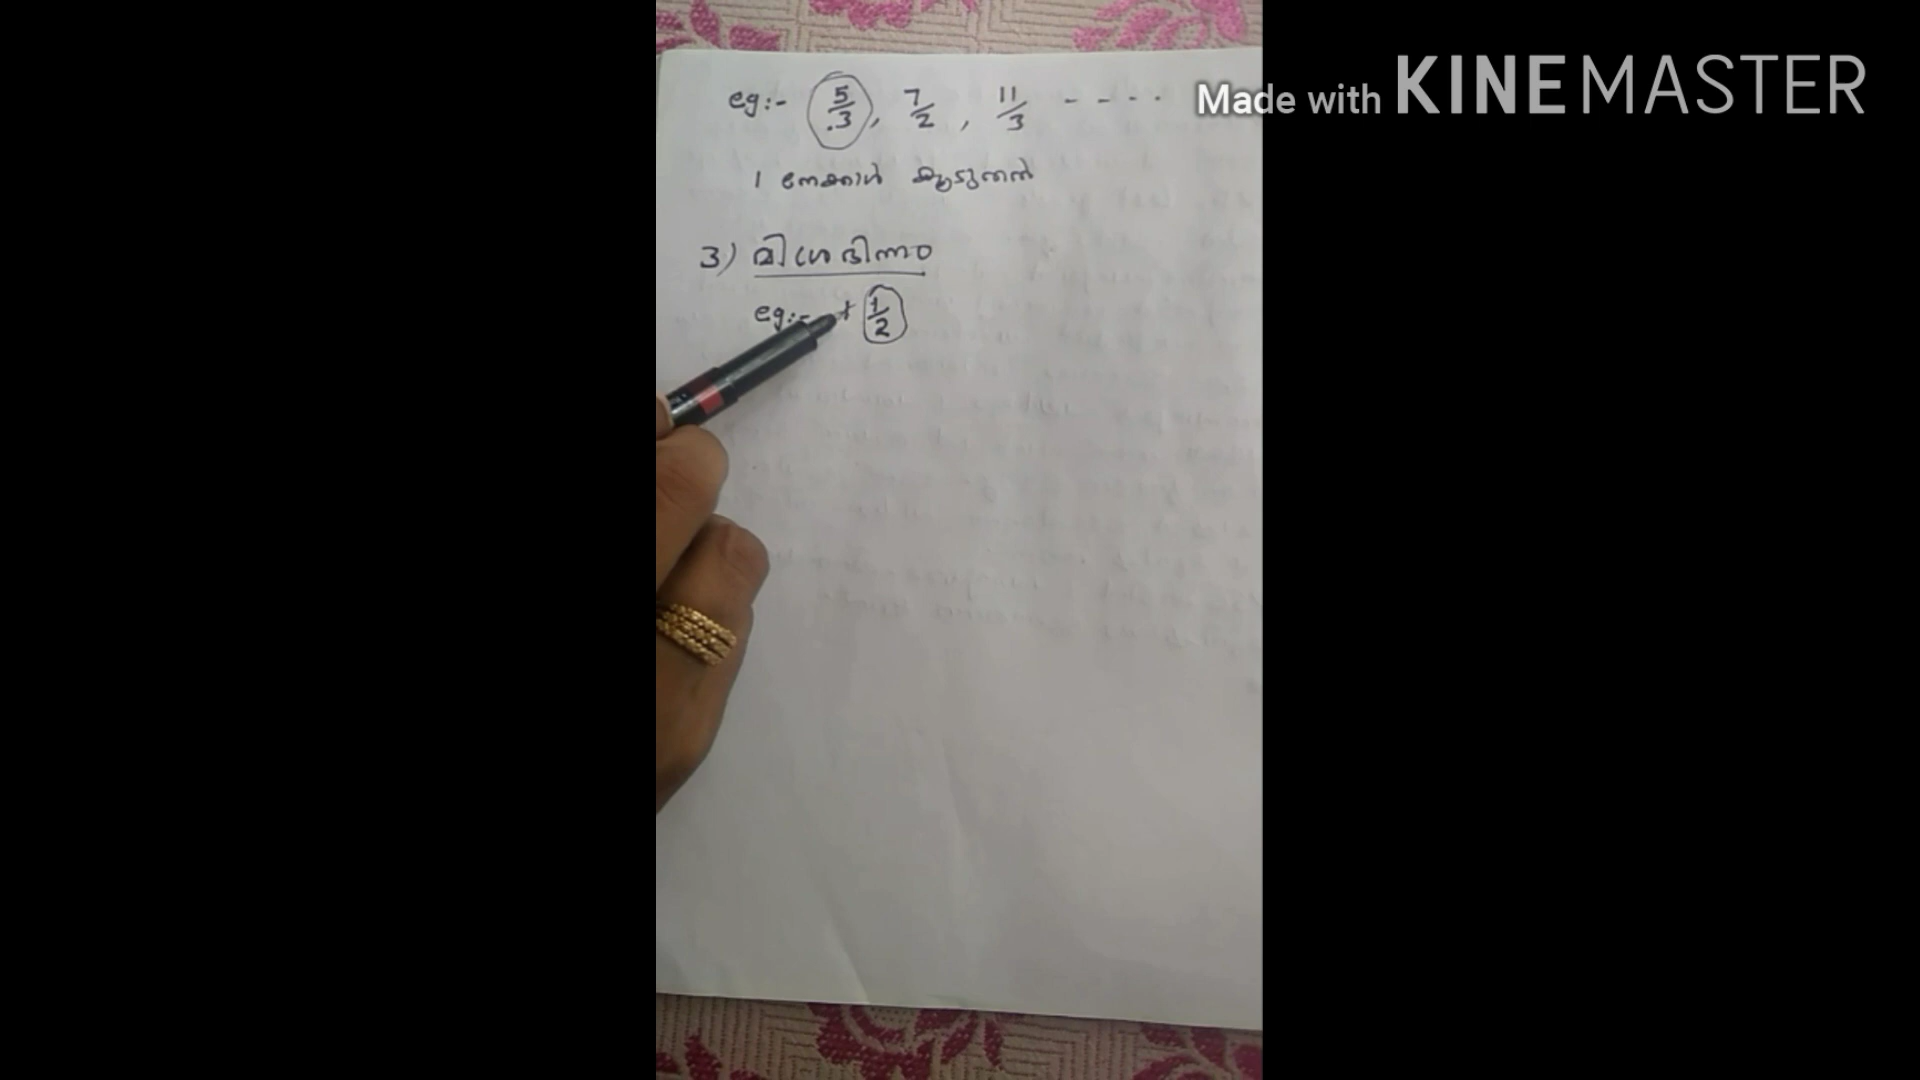 eg:- 5/3, 7/2, 11/3 - - - -
Made with KINEMASTER
1 നേക്കാൾ കൂടുതൽ
3) മിശ്രഭിന്നം
eg:- 1/2